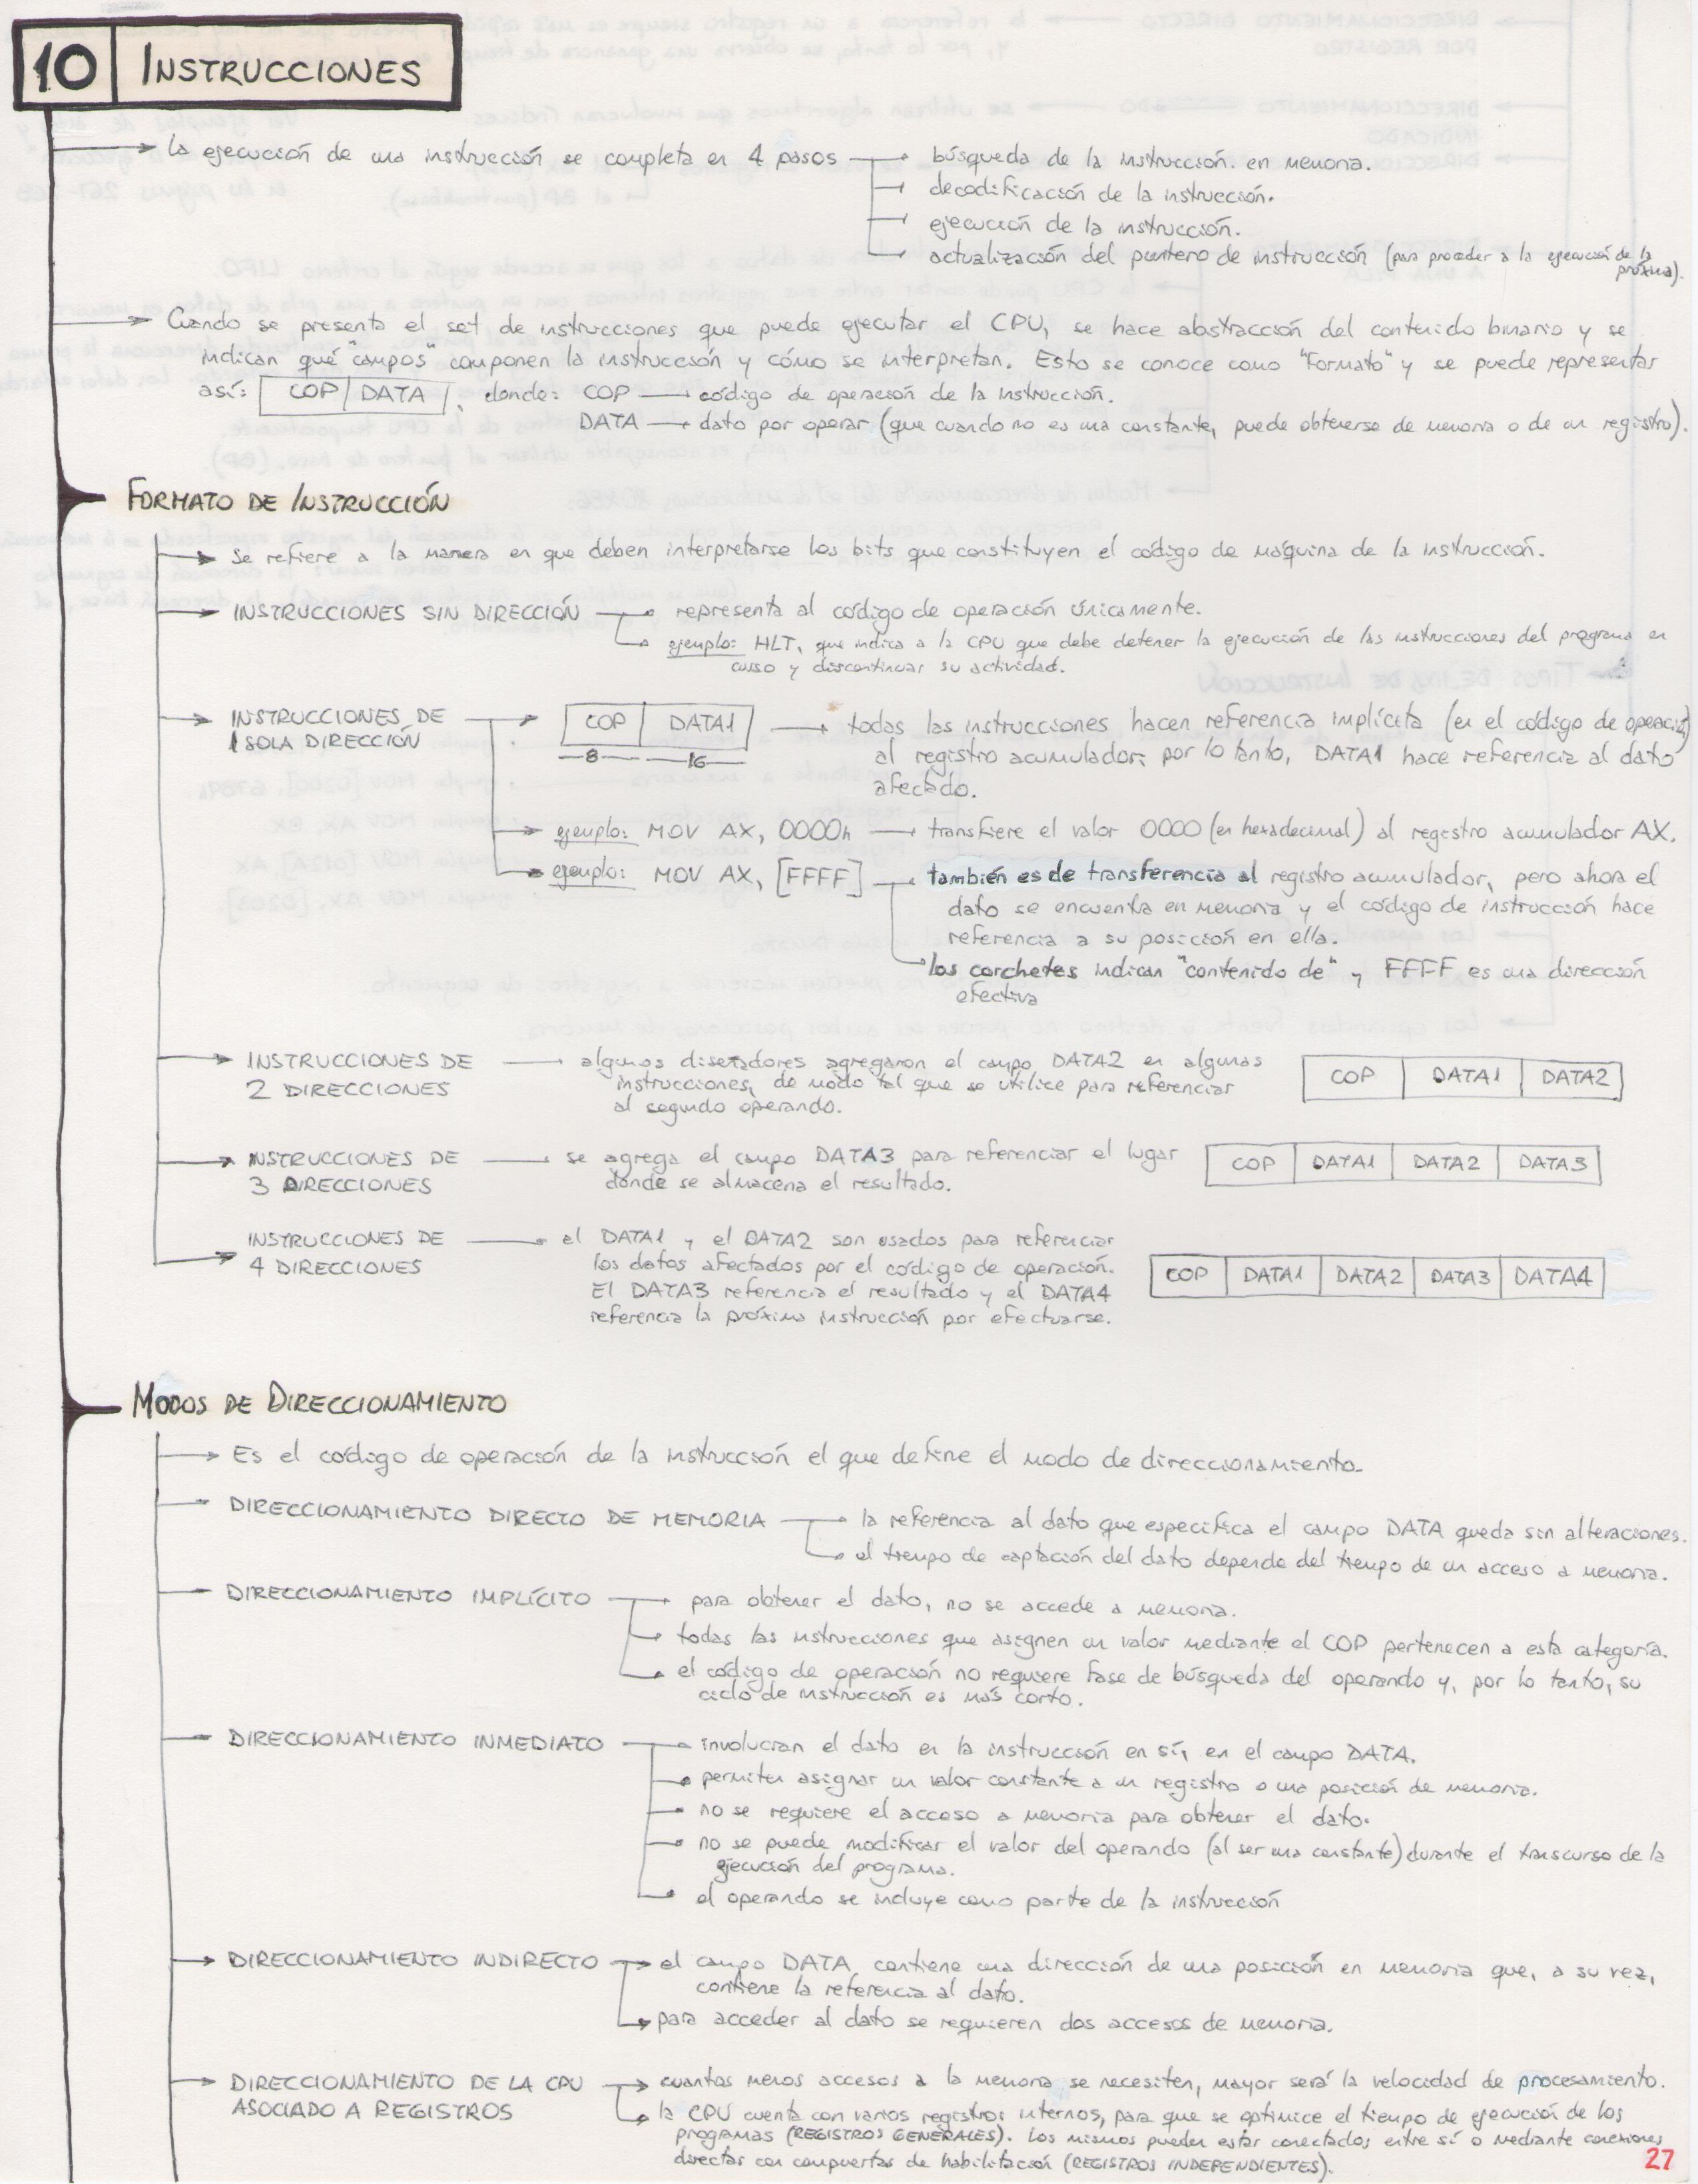 10 INSTRUCCIONES
La ejecución de una instrucción se completa en 4 pasos
búsqueda de la instrucción en memoria.
decodificación de la instrucción.
ejecución de la instrucción.
actualización del puntero de instrucción (para proceder a la ejecución de la
próxima).
Cuando se presenta el set de instrucciones que puede ejecutar el CPU, se hace abstracción del contenido binario y se
indican qué "campos" componen la instrucción y cómo se interpretan. Esto se conoce como "Formato" y se puede representar
así: COP DATA, donde: COP código de operación de la instrucción.
DATA dato por operar (que cuando no es una constante, puede obtenerse de memoria o de un registro).
FORMATO DE INSTRUCCIÓN
Se refiere a la manera en que deben interpretarse los bits que constituyen el código de máquina de la instrucción.
INSTRUCCIONES SIN DIRECCIÓN representa al código de operación únicamente.
ejemplo: HLT, que indica a la CPU que debe detener la ejecución de las instrucciones del programa en
curso y discontinuar su actividad.
INSTRUCCIONES DE
1 SOLA DIRECCIÓN
COP DATA1
8 16
todas las instrucciones hacen referencia implícita (en el código de operación)
al registro acumulador; por lo tanto, DATA1 hace referencia al dato
afectado.
ejemplo: MOV AX, 0000h transfiere el valor 0000 (en hexadecimal) al registro acumulador AX.
ejemplo: MOV AX, [FFFF] también es de transferencia al registro acumulador, pero ahora el
dato se encuentra en memoria y el código de instrucción hace
referencia a su posición en ella.
los corchetes indican "contenido de" y FFFF es una dirección
efectiva
INSTRUCCIONES DE
2 DIRECCIONES
algunos diseñadores agregaron el campo DATA2 en algunas
instrucciones, de modo tal que se utilice para referenciar
al segundo operando.
COP DATA1 DATA2
INSTRUCCIONES DE
3 DIRECCIONES
se agrega el campo DATA3 para referenciar el lugar
donde se almacena el resultado.
COP DATA1 DATA2 DATA3
INSTRUCCIONES DE
4 DIRECCIONES
el DATA1 y el DATA2 son usados para referenciar
los datos afectados por el código de operación.
El DATA3 referencia el resultado y el DATA4
referencia la próxima instrucción por efectuarse.
COP DATA1 DATA2 DATA3 DATA4
MODOS DE DIRECCIONAMIENTO
Es el código de operación de la instrucción el que define el modo de direccionamiento.
DIRECCIONAMIENTO DIRECTO DE MEMORIA la referencia al dato que especifica el campo DATA queda sin alteraciones.
el tiempo de captación del dato depende del tiempo de un acceso a memoria.
DIRECCIONAMIENTO IMPLÍCITO para obtener el dato, no se accede a memoria.
todas las instrucciones que asignen un valor mediante el COP pertenecen a esta categoría.
el código de operación no requiere fase de búsqueda del operando y, por lo tanto, su
ciclo de instrucción es más corto.
DIRECCIONAMIENTO INMEDIATO involucran el dato en la instrucción en sí, en el campo DATA.
permiten asignar un valor constante a un registro o una posición de memoria.
no se requiere el acceso a memoria para obtener el dato.
no se puede modificar el valor del operando (al ser una constante) durante el transcurso de la
ejecución del programa.
el operando se incluye como parte de la instrucción
DIRECCIONAMIENTO INDIRECTO el campo DATA contiene una dirección de una posición en memoria que, a su vez,
contiene la referencia al dato.
para acceder al dato se requieren dos accesos de memoria.
DIRECCIONAMIENTO DE LA CPU
ASOCIADO A REGISTROS
cuantos menos accesos a la memoria se necesiten, mayor será la velocidad de procesamiento.
la CPU cuenta con varios registros internos, para que se optimice el tiempo de ejecución de los
programas (REGISTROS GENERALES). Los mismos pueden estar conectados entre sí o mediante conexiones
directas con compuertas de habilitación (REGISTROS INDEPENDIENTES).
27